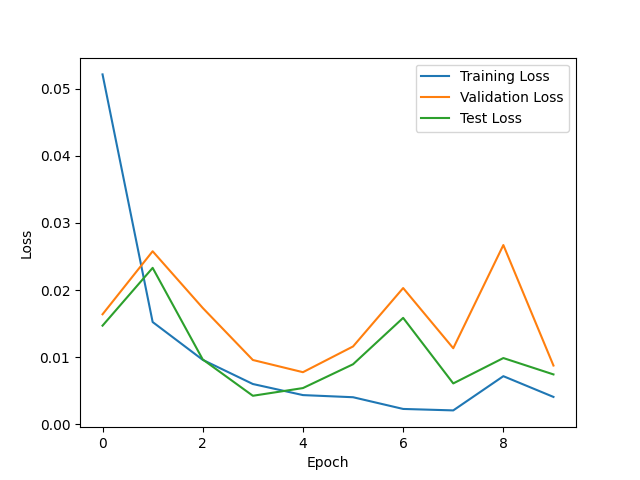 Training Loss
Validation Loss
Test Loss
0.05
0.04
0.03
0.02
0.01
0.00
Loss
0 2 4 6 8
Epoch